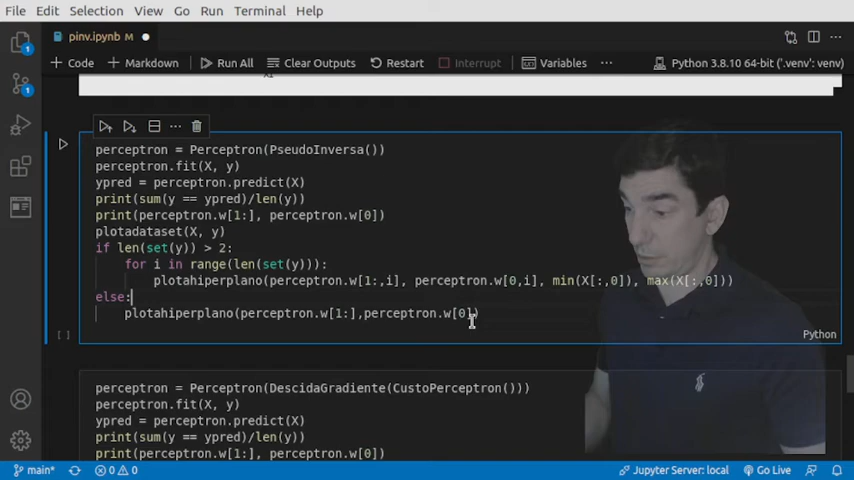 File Edit Selection View Go Run Terminal Help
pinv.ipynb M
+ Code + Markdown Run All Clear Outputs Restart Interrupt Variables ... Python 3.8.10 64-bit ('.venv': venv)
x1
perceptron = Perceptron(PseudoInversa())
perceptron.fit(X, y)
ypred = perceptron.predict(X)
print(sum(y == ypred)/len(y))
print(perceptron.w[1:], perceptron.w[0])
plotadataset(X, y)
if len(set(y)) > 2:
for i in range(len(set(y))):
plotahiperplano(perceptron.w[1:,i], perceptron.w[0,i], min(X[:,0]), max(X[:,0]))
else:
plotahiperplano(perceptron.w[1:],perceptron.w[0])
[ ] Python
perceptron = Perceptron(DescidaGradiente(CustoPerceptron()))
perceptron.fit(X, y)
ypred = perceptron.predict(X)
print(sum(y == ypred)/len(y))
print(perceptron.w[1:], perceptron.w[0])
main* 0 0 Jupyter Server: local Go Live